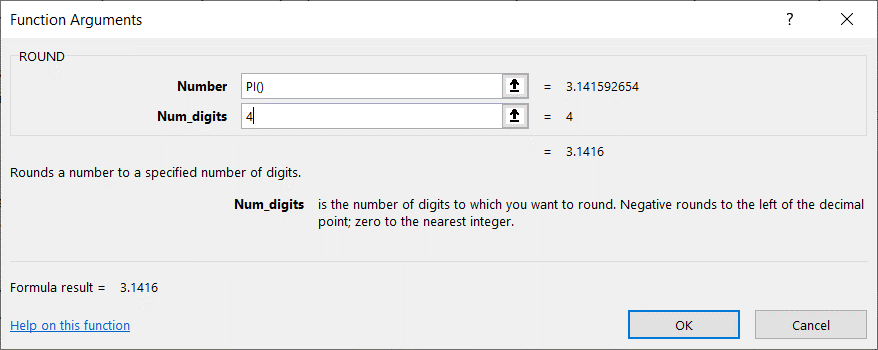 Function Arguments ? ×
ROUND
Number PI() = 3.141592654
Num_digits 4 = 4
= 3.1416
Rounds a number to a specified number of digits.
Num_digits is the number of digits to which you want to round. Negative rounds to the left of the decimal
point; zero to the nearest integer.
Formula result = 3.1416
Help on this function OK Cancel